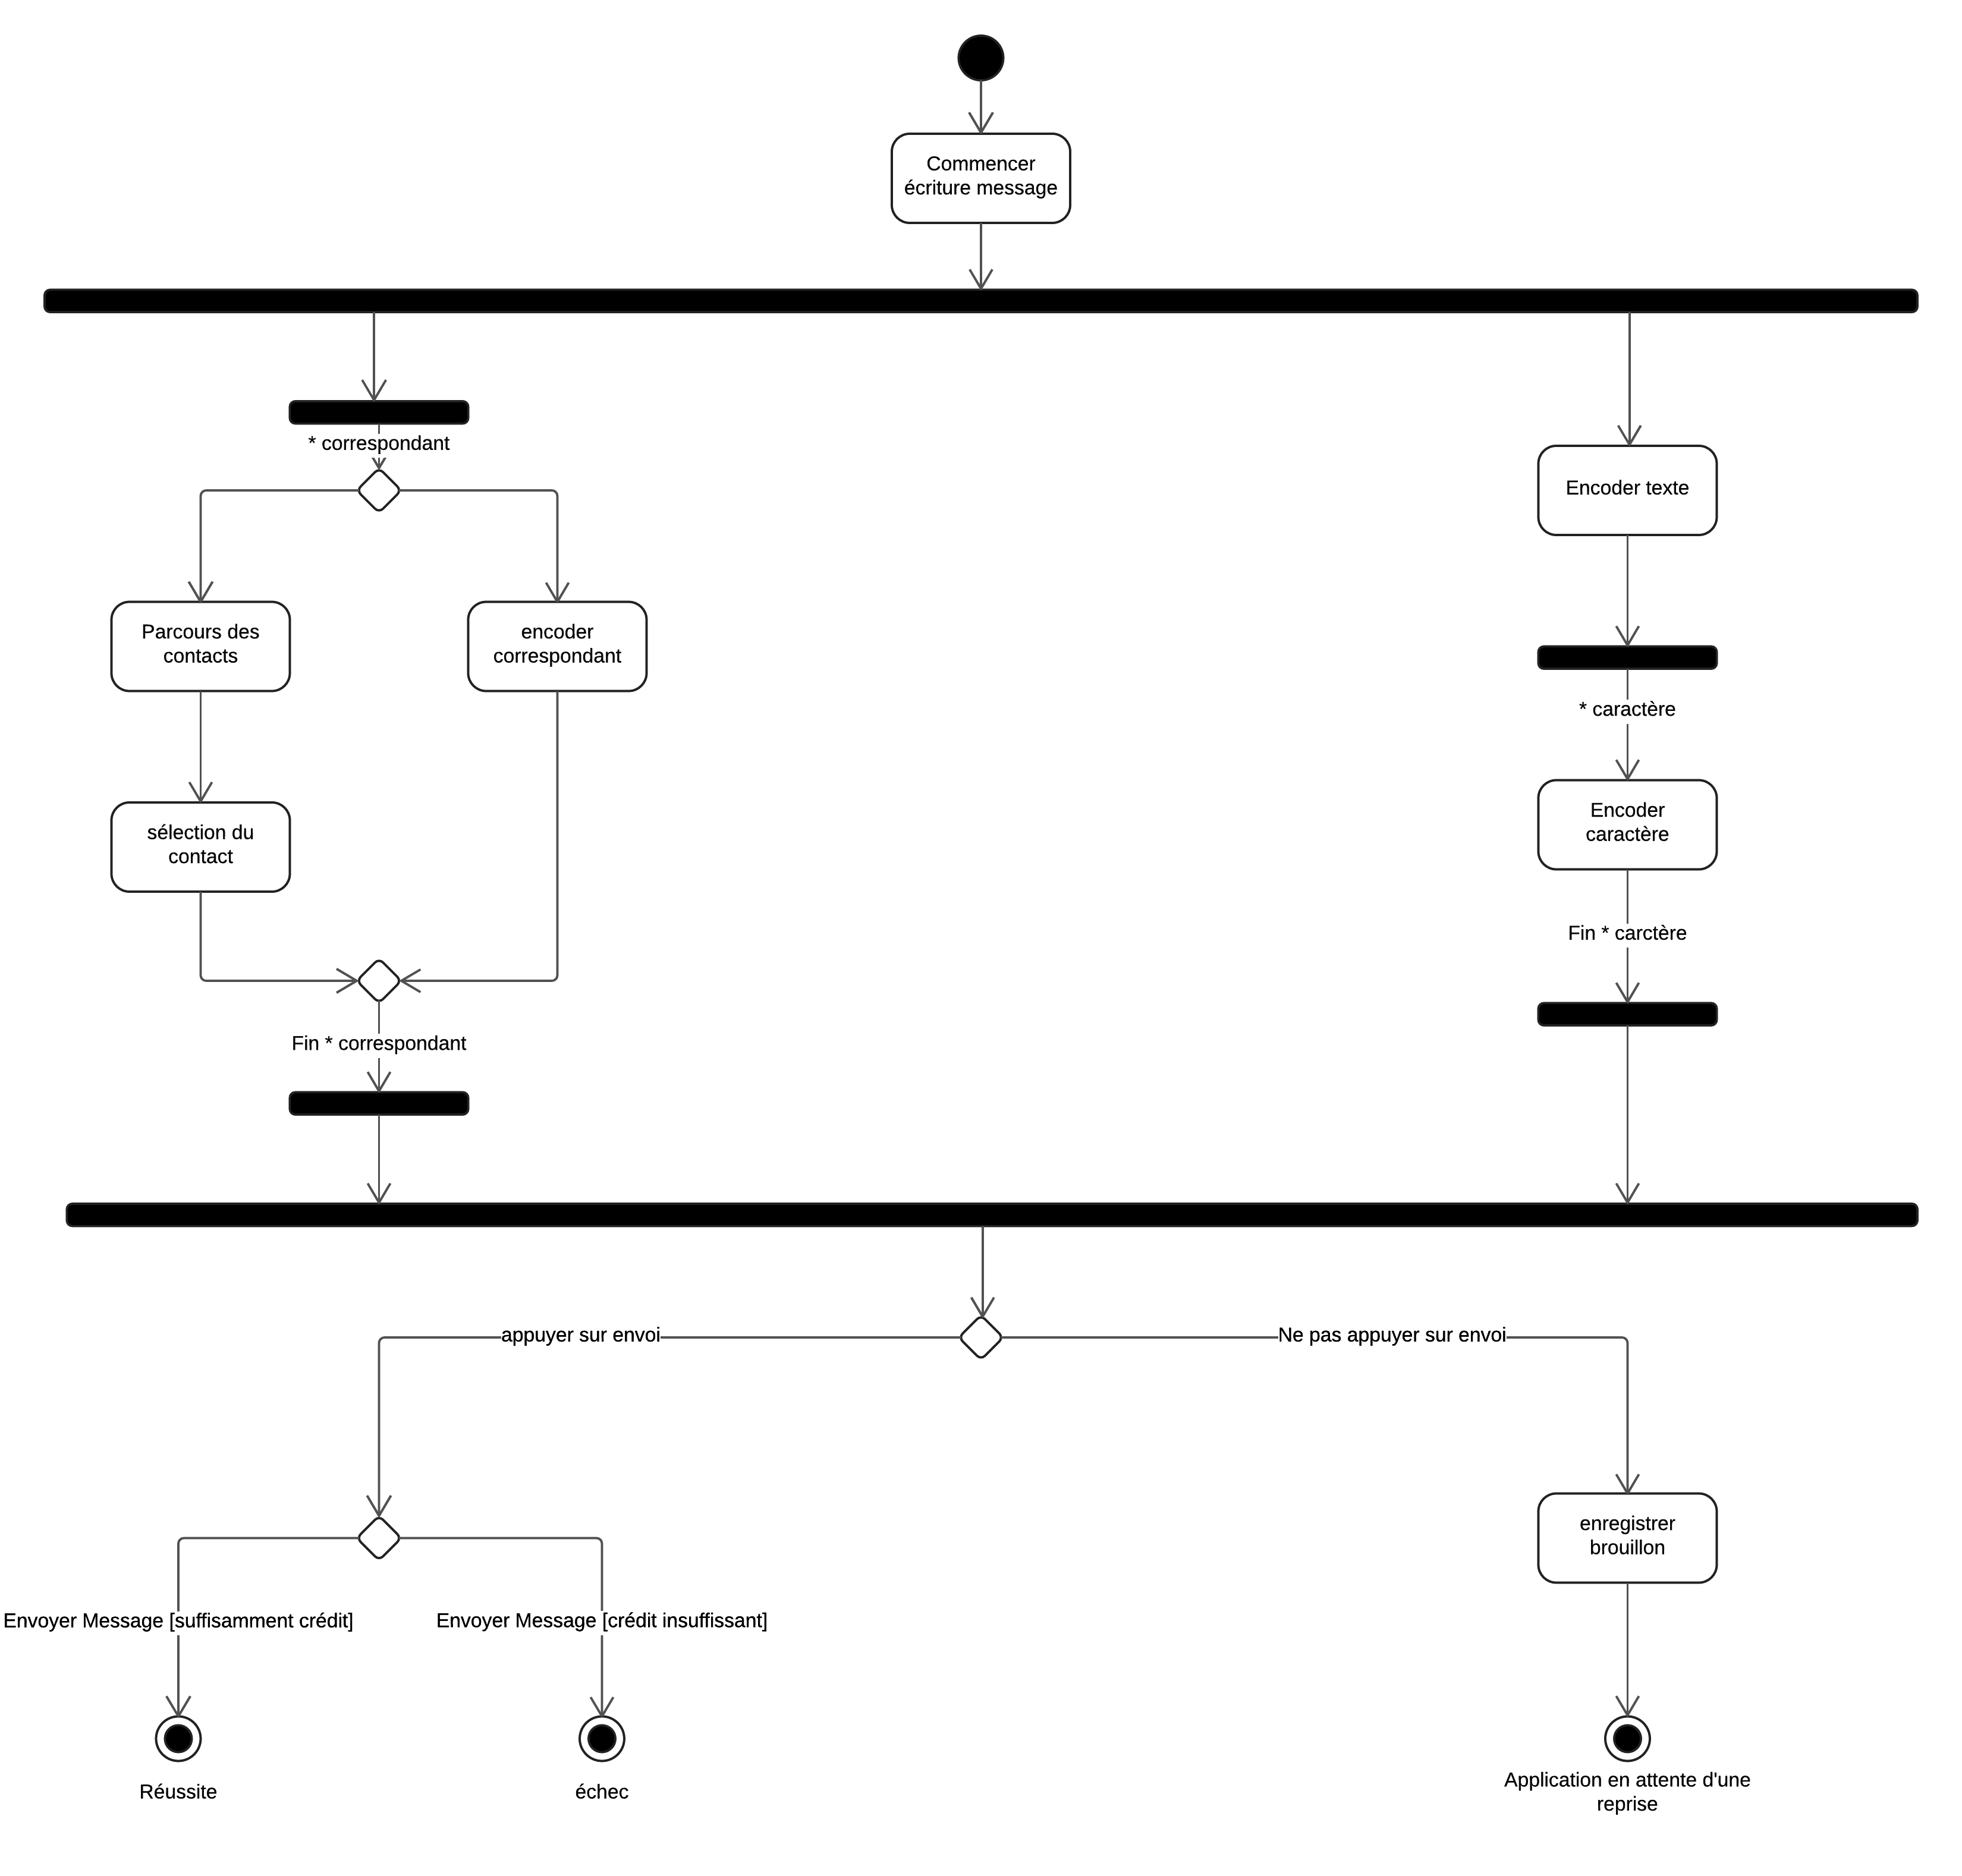 Commencer
écriture message
* correspondant
Encoder texte
Parcours des
contacts
encoder
correspondant
* caractère
sélection du
contact
Encoder
caractère
Fin * carctère
Fin * correspondant
appuyer sur envoi
Ne pas appuyer sur envoi
enregistrer
brouillon
Envoyer Message [suffisamment crédit]
Envoyer Message [crédit insuffissant]
Réussite
échec
Application en attente d'une
reprise